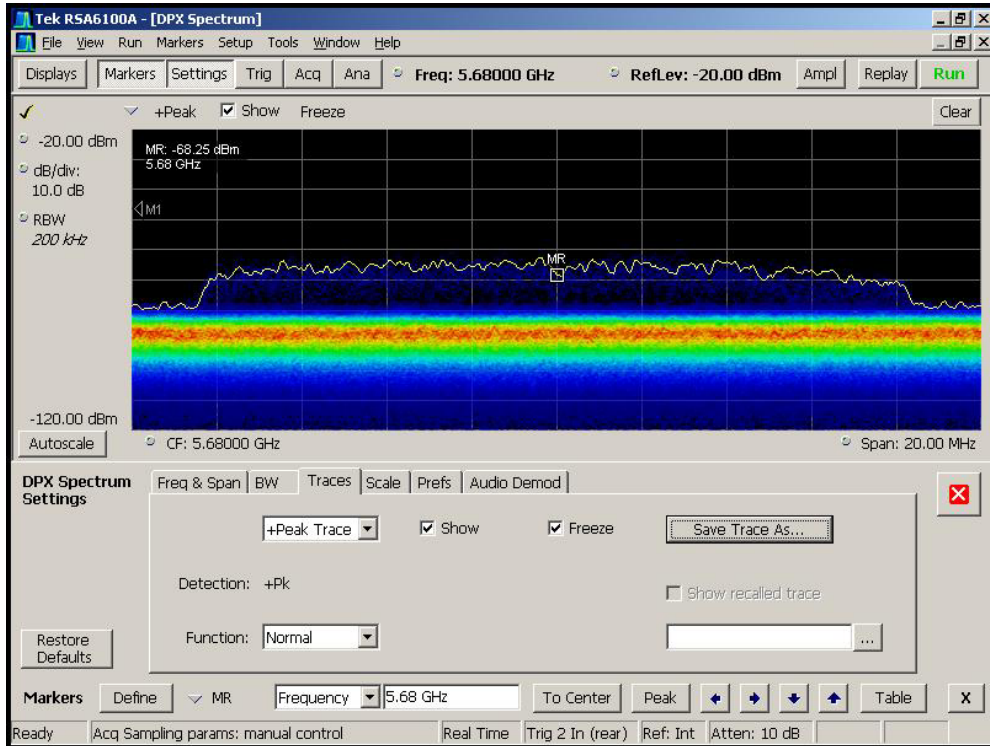 Tek RSA6100A - [DPX Spectrum]
File View Run Markers Setup Tools Window Help
Displays Markers Settings Trig Acq Ana Freq: 5.68000 GHz RefLev: -20.00 dBm Ampl Replay Run
+Peak Show Freeze Clear
-20.00 dBm
dB/div:
10.0 dB
RBW
200 kHz
MR: -68.25 dBm
5.68 GHz
M1
MR
-120.00 dBm
Autoscale CF: 5.68000 GHz Span: 20.00 MHz
DPX Spectrum
Settings
Freq & Span BW Traces Scale Prefs Audio Demod
+Peak Trace Show Freeze Save Trace As...
Detection: +Pk
Show recalled trace
Function: Normal ...
Restore
Defaults
Markers Define MR Frequency 5.68 GHz To Center Peak Table X
Ready Acq Sampling params: manual control Real Time Trig 2 In (rear) Ref: Int Atten: 10 dB